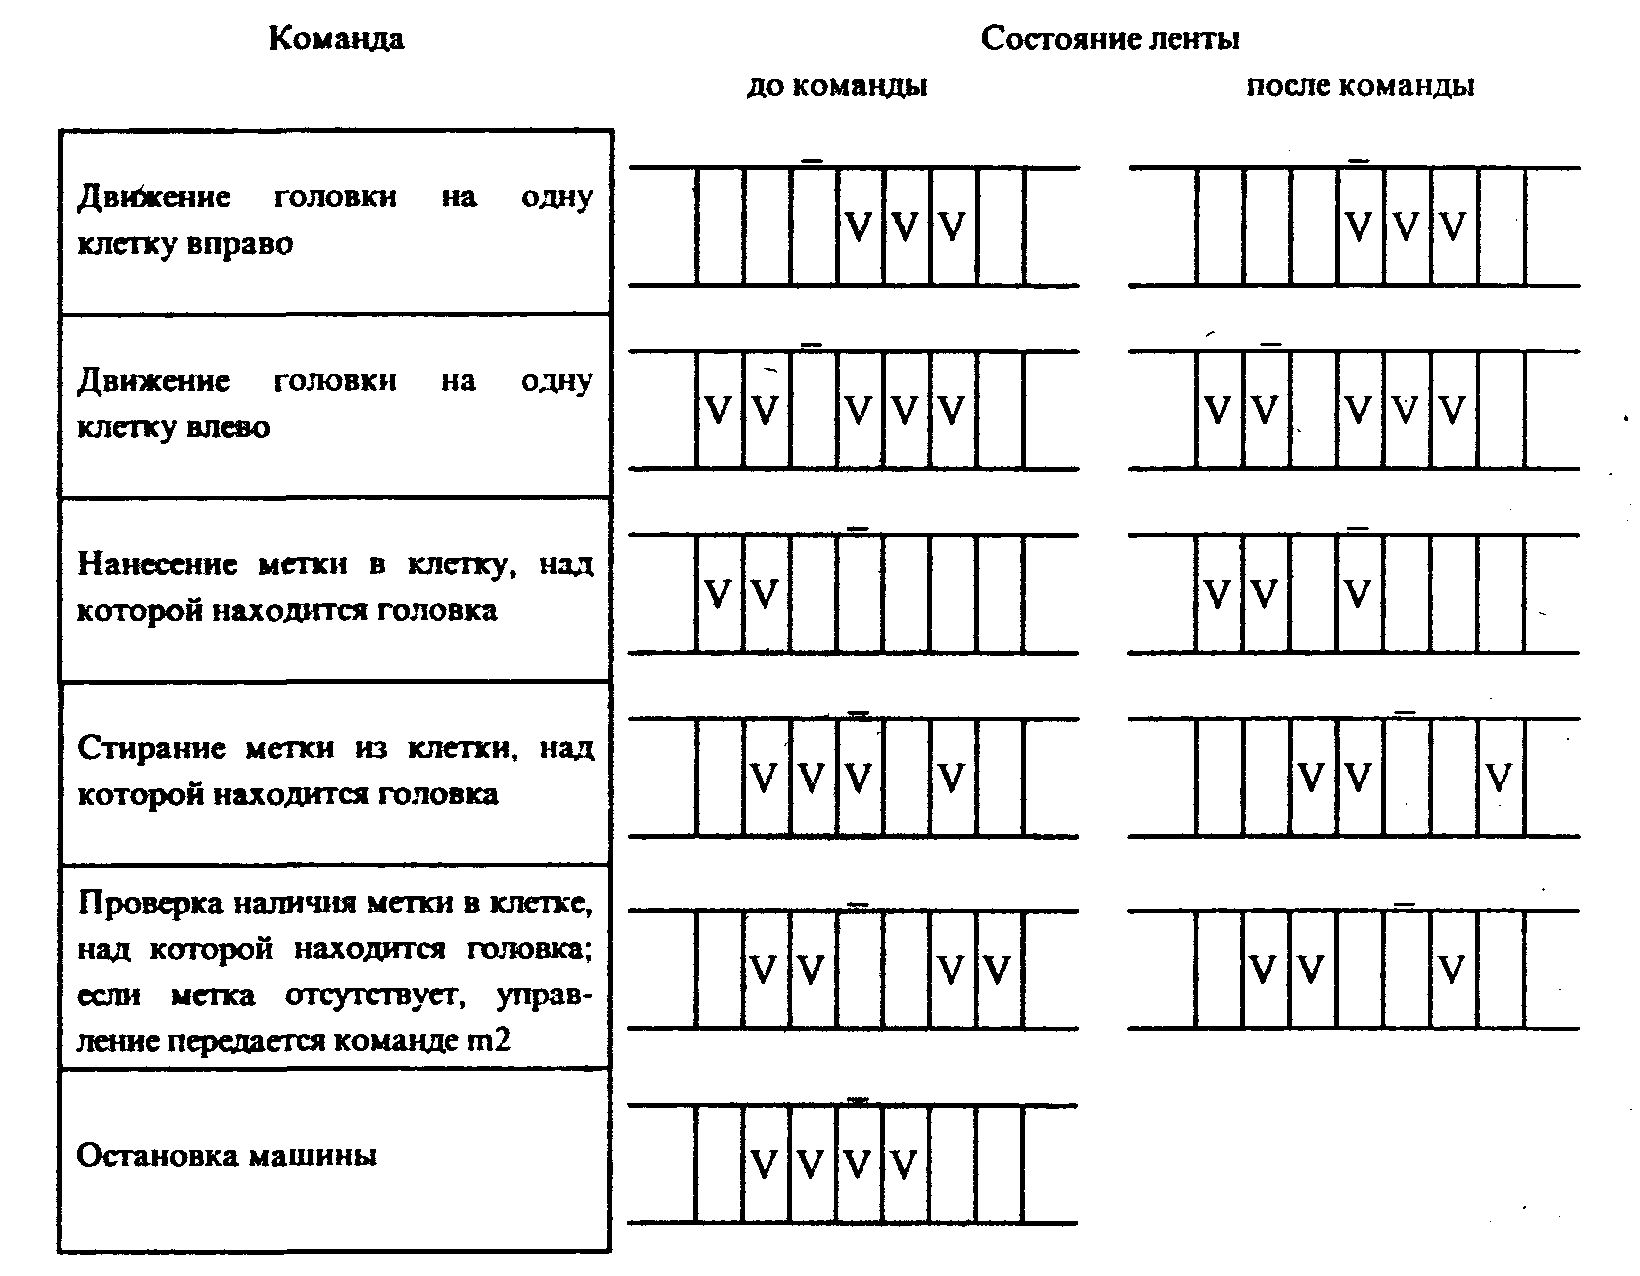 Команда
Состояние ленты
до команды
после команды
Движение головки на одну
клетку вправо
V V V
V V V
Движение головки на одну
клетку влево
V V V V V
V V V V V
Нанесение метки в клетку, над
которой находится головка
V V
V V V
Стирание метки из клетки, над
которой находится головка
V V V V
V V V
Проверка наличия метки в клетке,
над которой находится головка;
если метка отсутствует, управ-
ление передается команде m2
V V V V
V V V
Остановка машины
V V V V